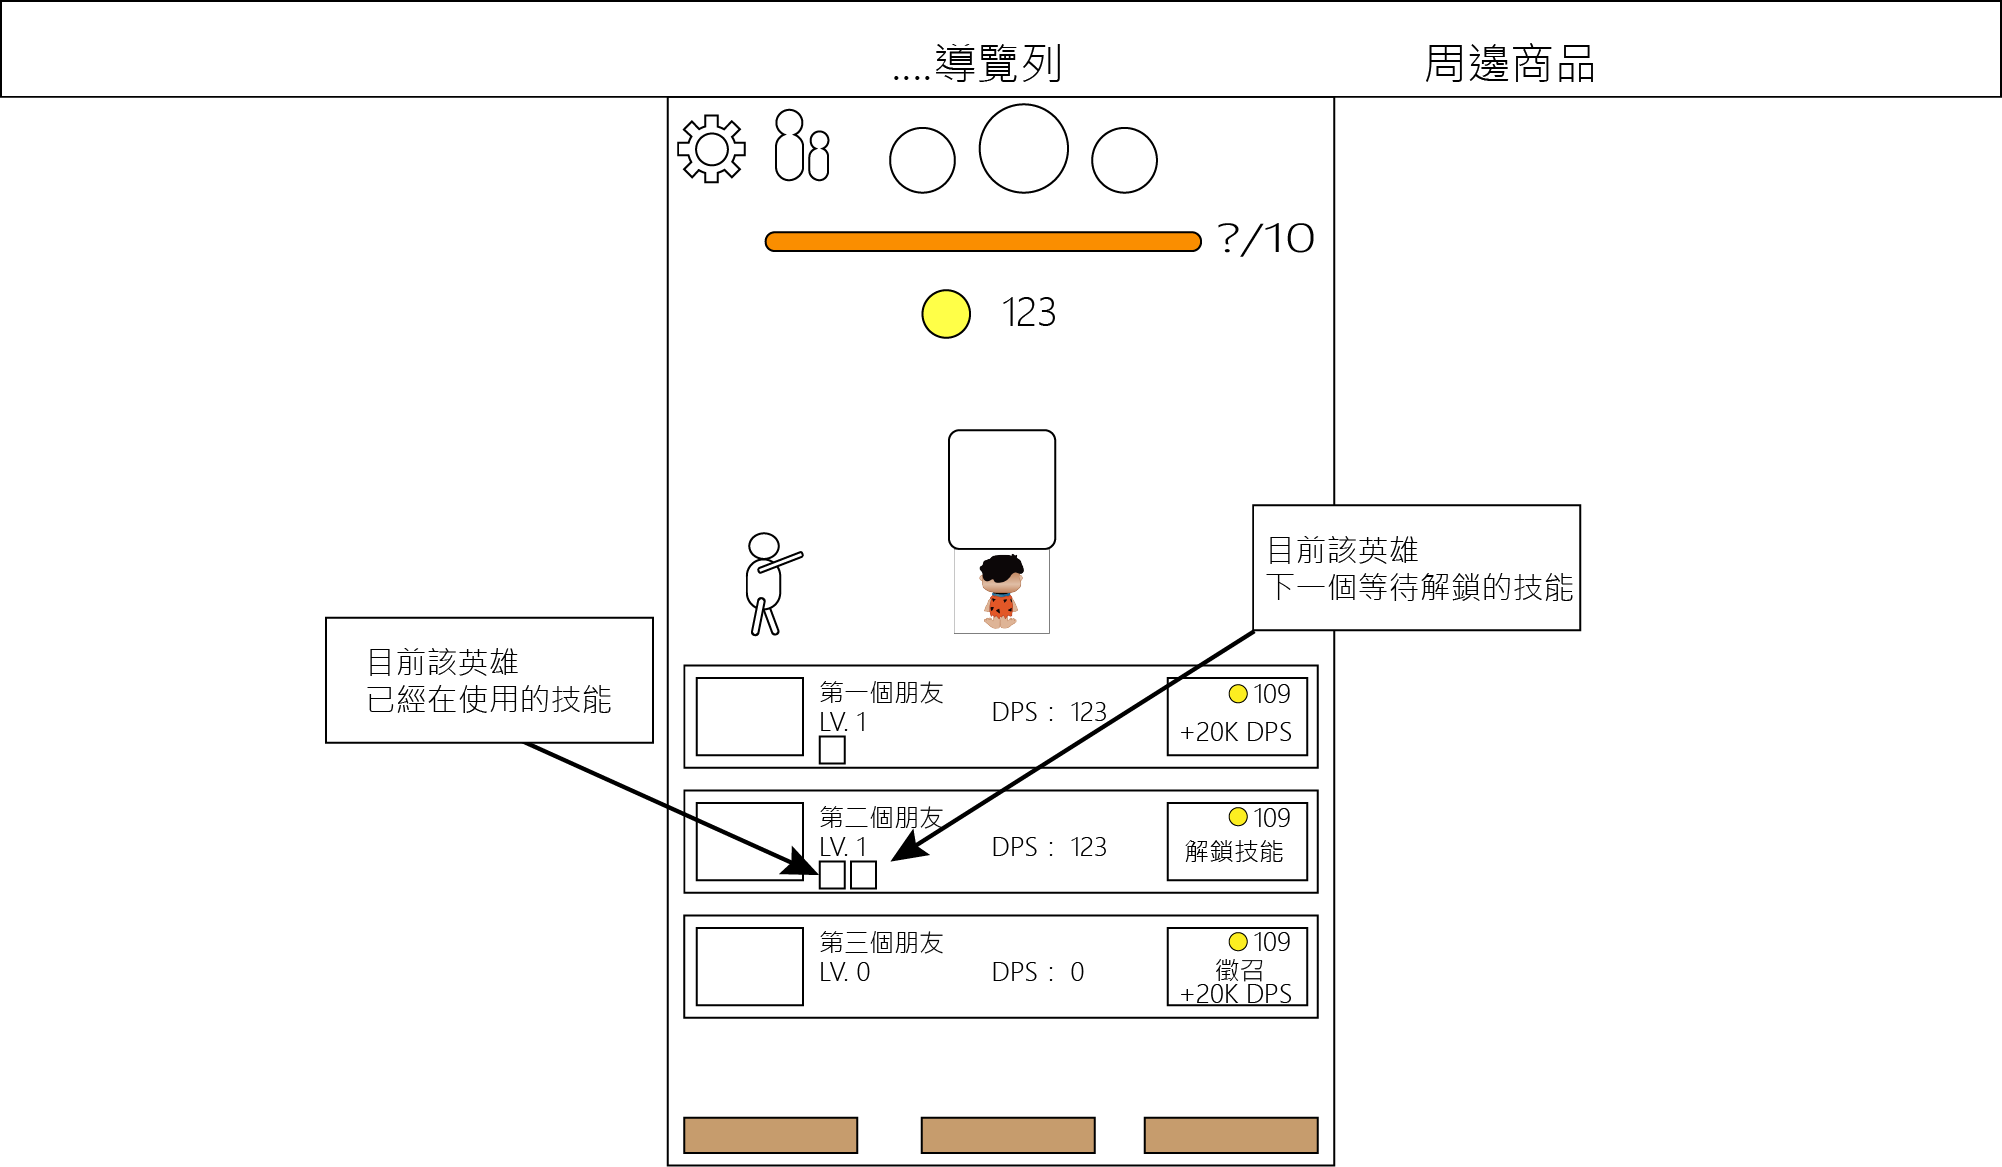 ....導覽列
周邊商品
?/10
123
目前該英雄
下一個等待解鎖的技能
目前該英雄
已經在使用的技能
第一個朋友
LV. 1
DPS： 123
109
+20K DPS
第二個朋友
LV. 1
DPS： 123
109
解鎖技能
第三個朋友
LV. 0
DPS： 0
109
徵召
+20K DPS